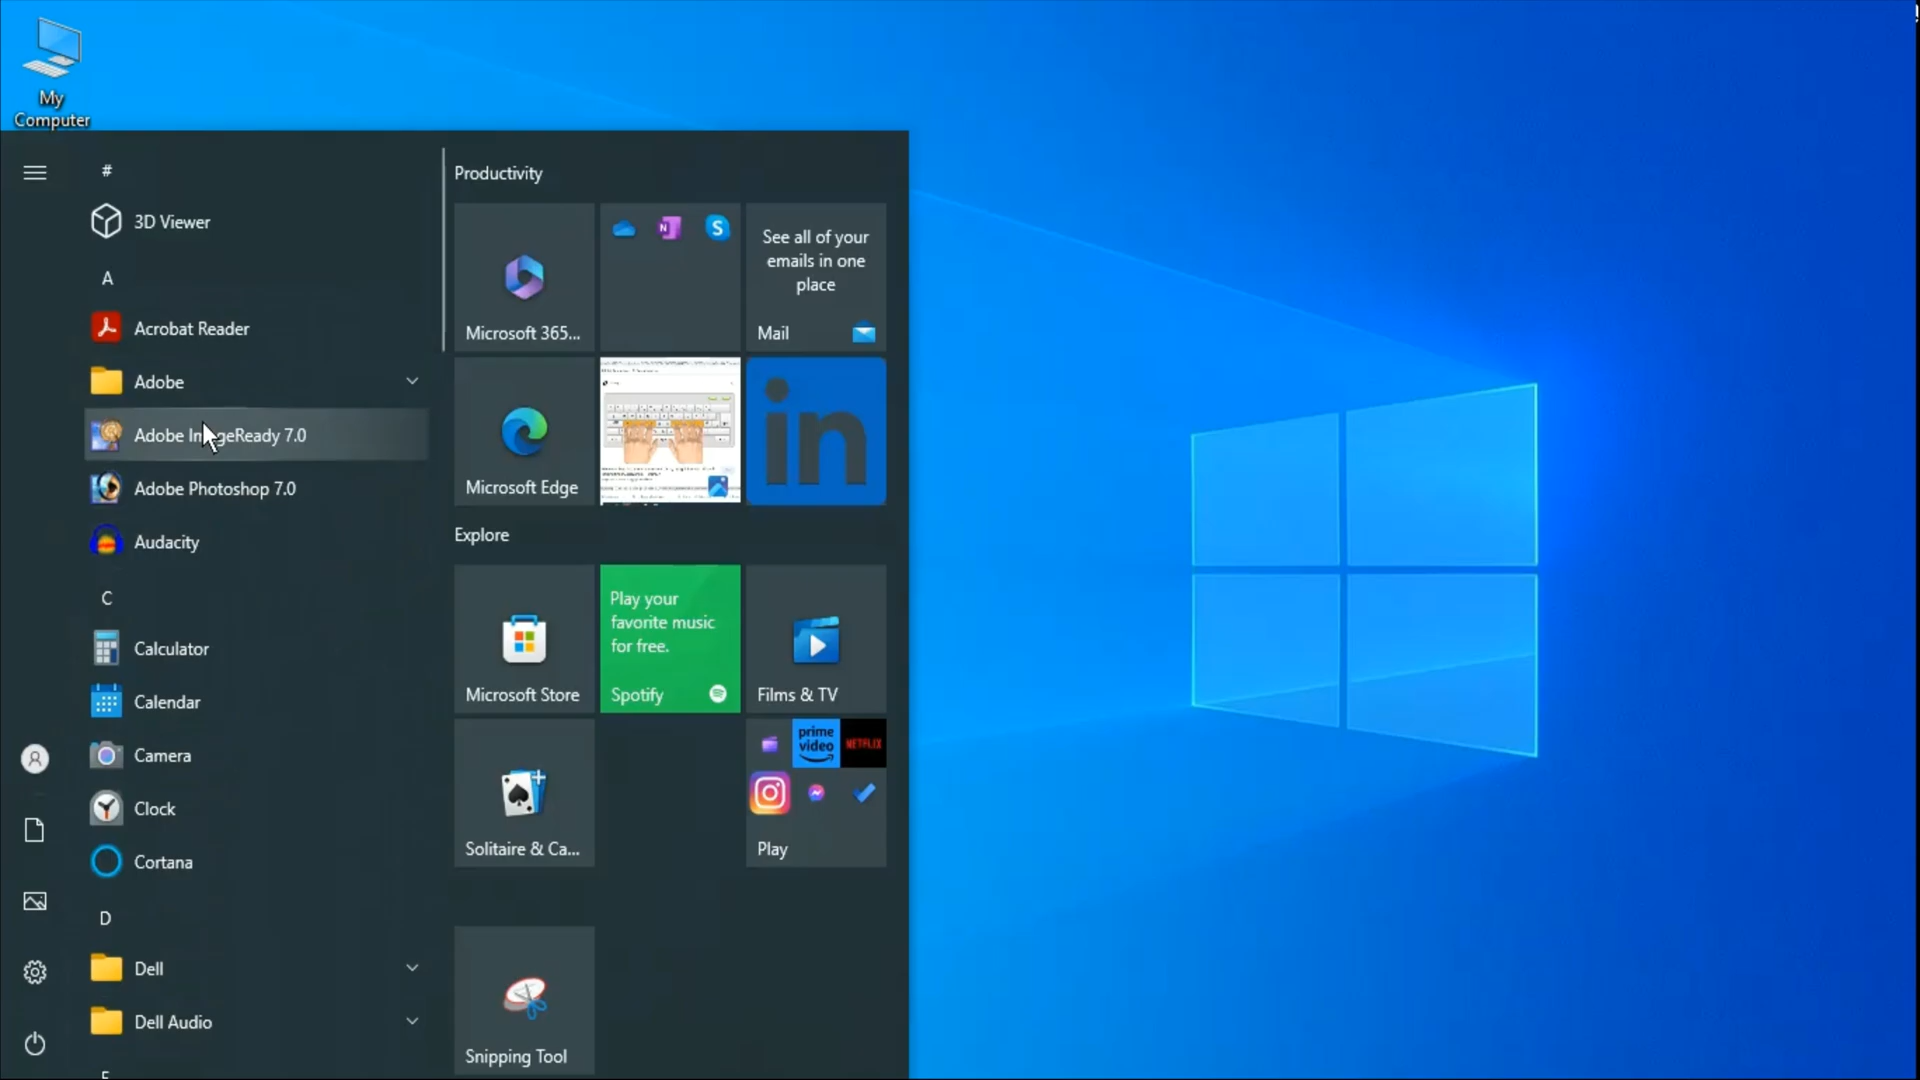 My
Computer
#
3D Viewer
A
Acrobat Reader
Adobe
Adobe ImageReady 7.0
Adobe Photoshop 7.0
Audacity
C
Calculator
Calendar
Camera
Clock
Cortana
D
Dell
Dell Audio
Productivity
Microsoft 365...
N
S
See all of your
emails in one
place
Mail
Microsoft Edge
in
Explore
Microsoft Store
Play your
favorite music
for free.
Spotify
Films & TV
Solitaire & Ca...
prime
video
NETFLIX
Play
Snipping Tool